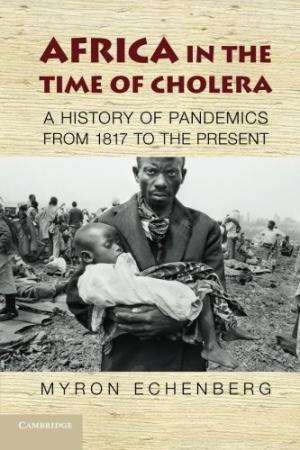 AFRICA IN THE
TIME OF CHOLERA
A HISTORY OF PANDEMICS
FROM 1817 TO THE PRESENT
MYRON ECHENBERG
CAMBRIDGE